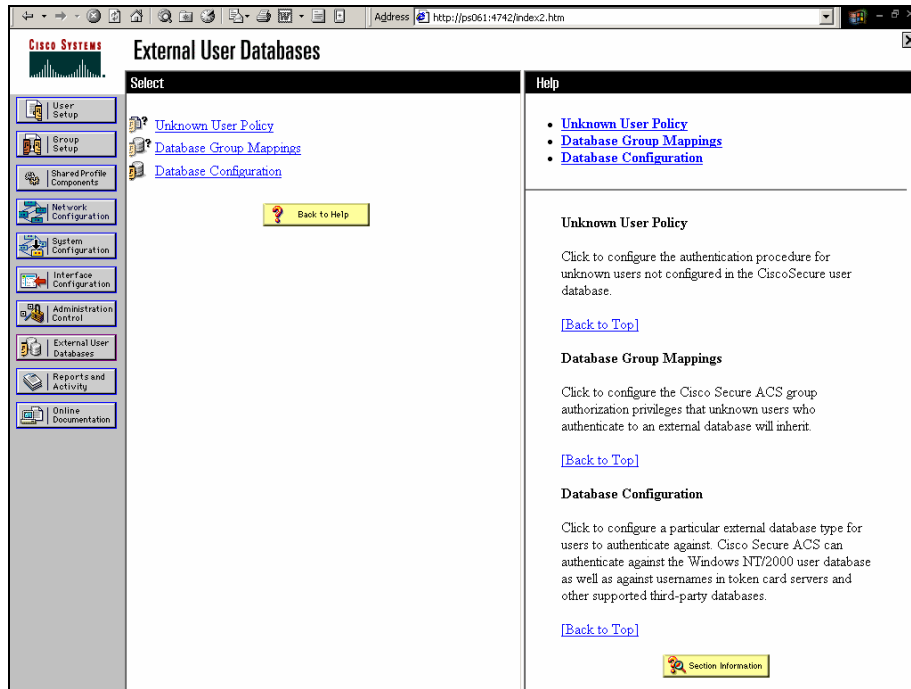 Address http://ps061:4742/index2.htm
CISCO SYSTEMS
External User Databases
Select
User
Setup
Group
Setup
Shared Profile
Components
Network
Configuration
System
Configuration
Interface
Configuration
Administration
Control
External User
Databases
Reports and
Activity
Online
Documentation
Unknown User Policy
Database Group Mappings
Database Configuration
Back to Help
Help
• Unknown User Policy
• Database Group Mappings
• Database Configuration
Unknown User Policy
Click to configure the authentication procedure for
unknown users not configured in the CiscoSecure user
database.
[Back to Top]
Database Group Mappings
Click to configure the Cisco Secure ACS group
authorization privileges that unknown users who
authenticate to an external database will inherit.
[Back to Top]
Database Configuration
Click to configure a particular external database type for
users to authenticate against. Cisco Secure ACS can
authenticate against the Windows NT/2000 user database
as well as against usernames in token card servers and
other supported third-party databases.
[Back to Top]
Section Information